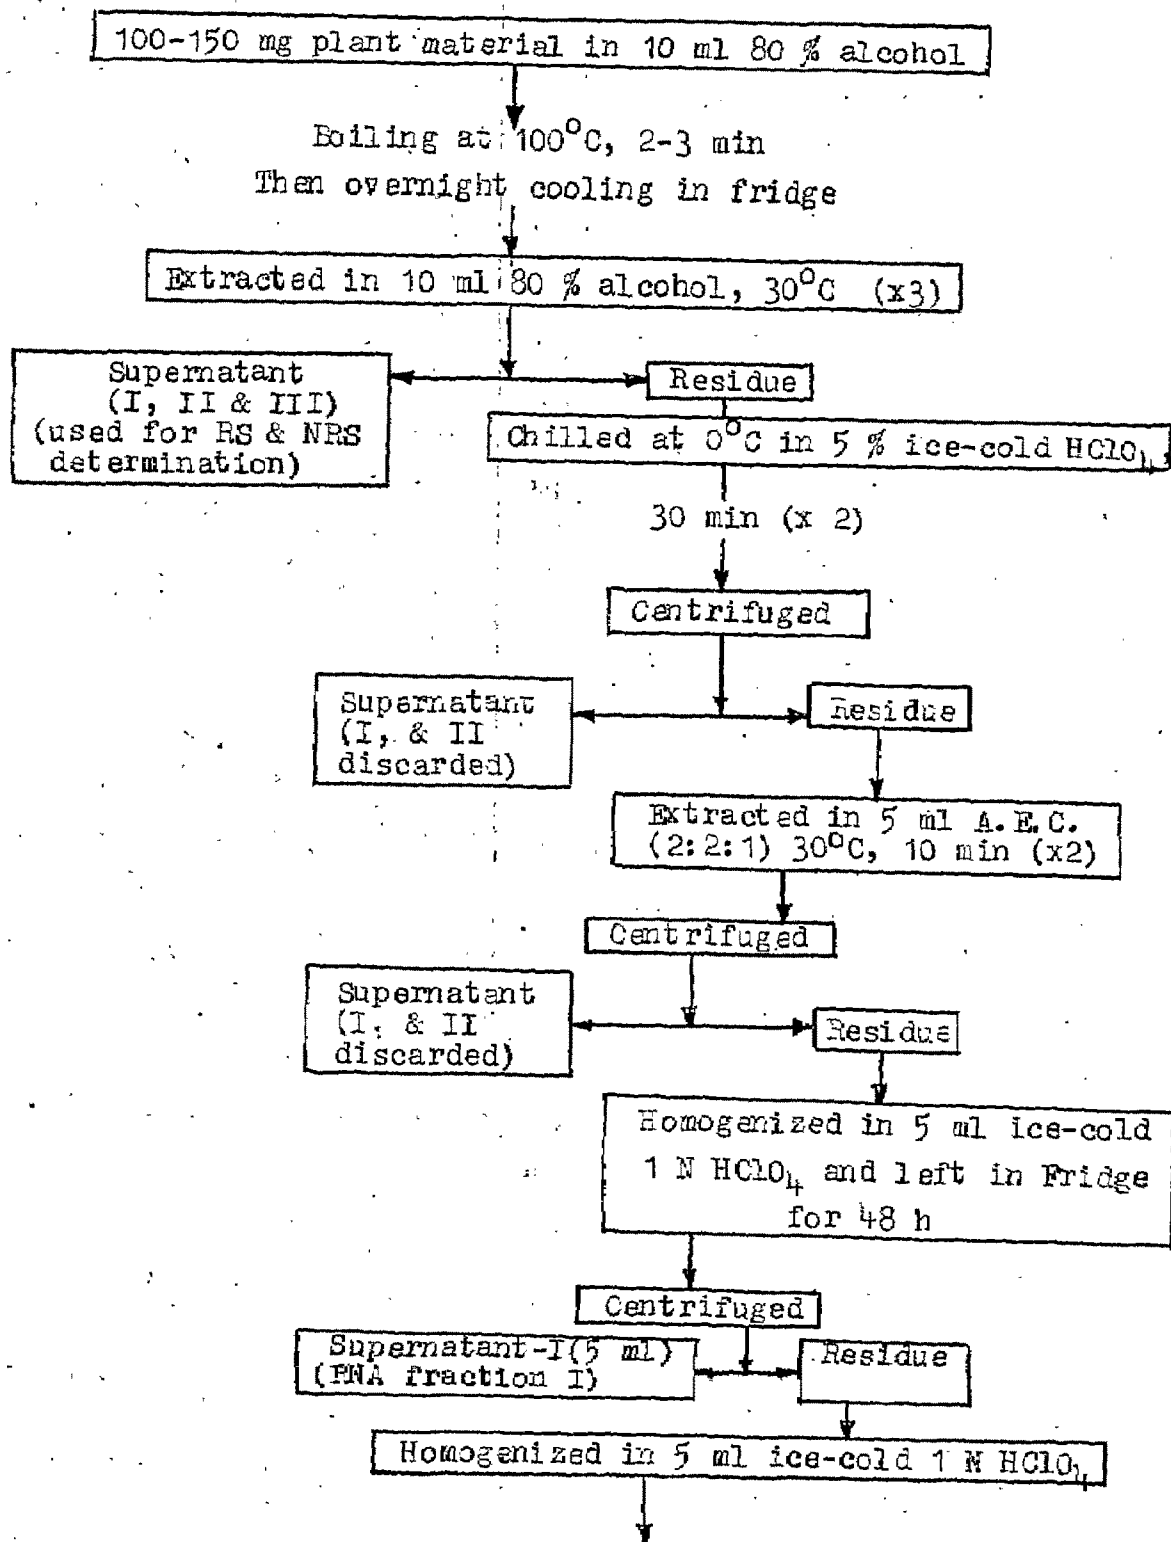 100-150 mg plant material in 10 ml 80 % alcohol
Boiling at 100°C, 2-3 min
Then overnight cooling in fridge
Extracted in 10 ml 80 % alcohol, 30°C (x3)
Supernatant
(I, II & III)
(used for RS & NRS
determination)
Residue
Chilled at 0°C in 5 % ice-cold HClO₄,
30 min (x 2)
Centrifuged
Supernatant
(I, & II
discarded)
Residue
Extracted in 5 ml A.E.C.
(2:2:1) 30°C, 10 min (x2)
Centrifuged
Supernatant
(I, & II
discarded)
Residue
Homogenized in 5 ml ice-cold
1 N HClO₄ and left in Fridge
for 48 h
Centrifuged
Supernatant-I(5 ml)
(RNA fraction I)
Residue
Homogenized in 5 ml ice-cold 1 N HClO₄